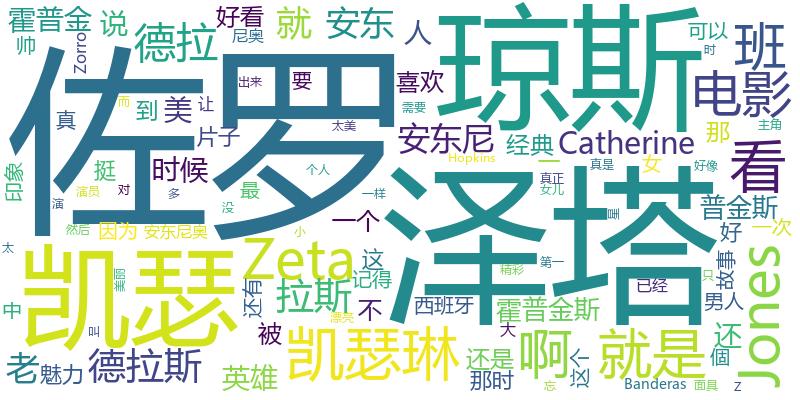 霍普金
帅
Zorro
说
德拉
好看
尼奥
就
安东
人
琼斯
可以
时
班
电影
佐罗
出来
要
喜欢
需要
到
美
让
而
真
片子
太美
安东尼
经典
Catherine
那
主角
看
印象
挺
时候
最
Hopkins
一
真是
女
好像
演
演员
对
多
没
个人
一样
真正
女儿
普金斯
然后
因为
安东尼奥
小
一个
泽塔
星
好
一次
太
凯瑟
美丽
Zeta
这
记得
精彩
第一
已经
故事
只
Jones
中
还有
拉斯
不
西班牙
霍普金斯
男人
是
漂亮
被
大
还
老
魅力
德拉斯
英雄
凯瑟琳
还是
那时
啊
忘
这个
就是
個
Banderas
面具
Z